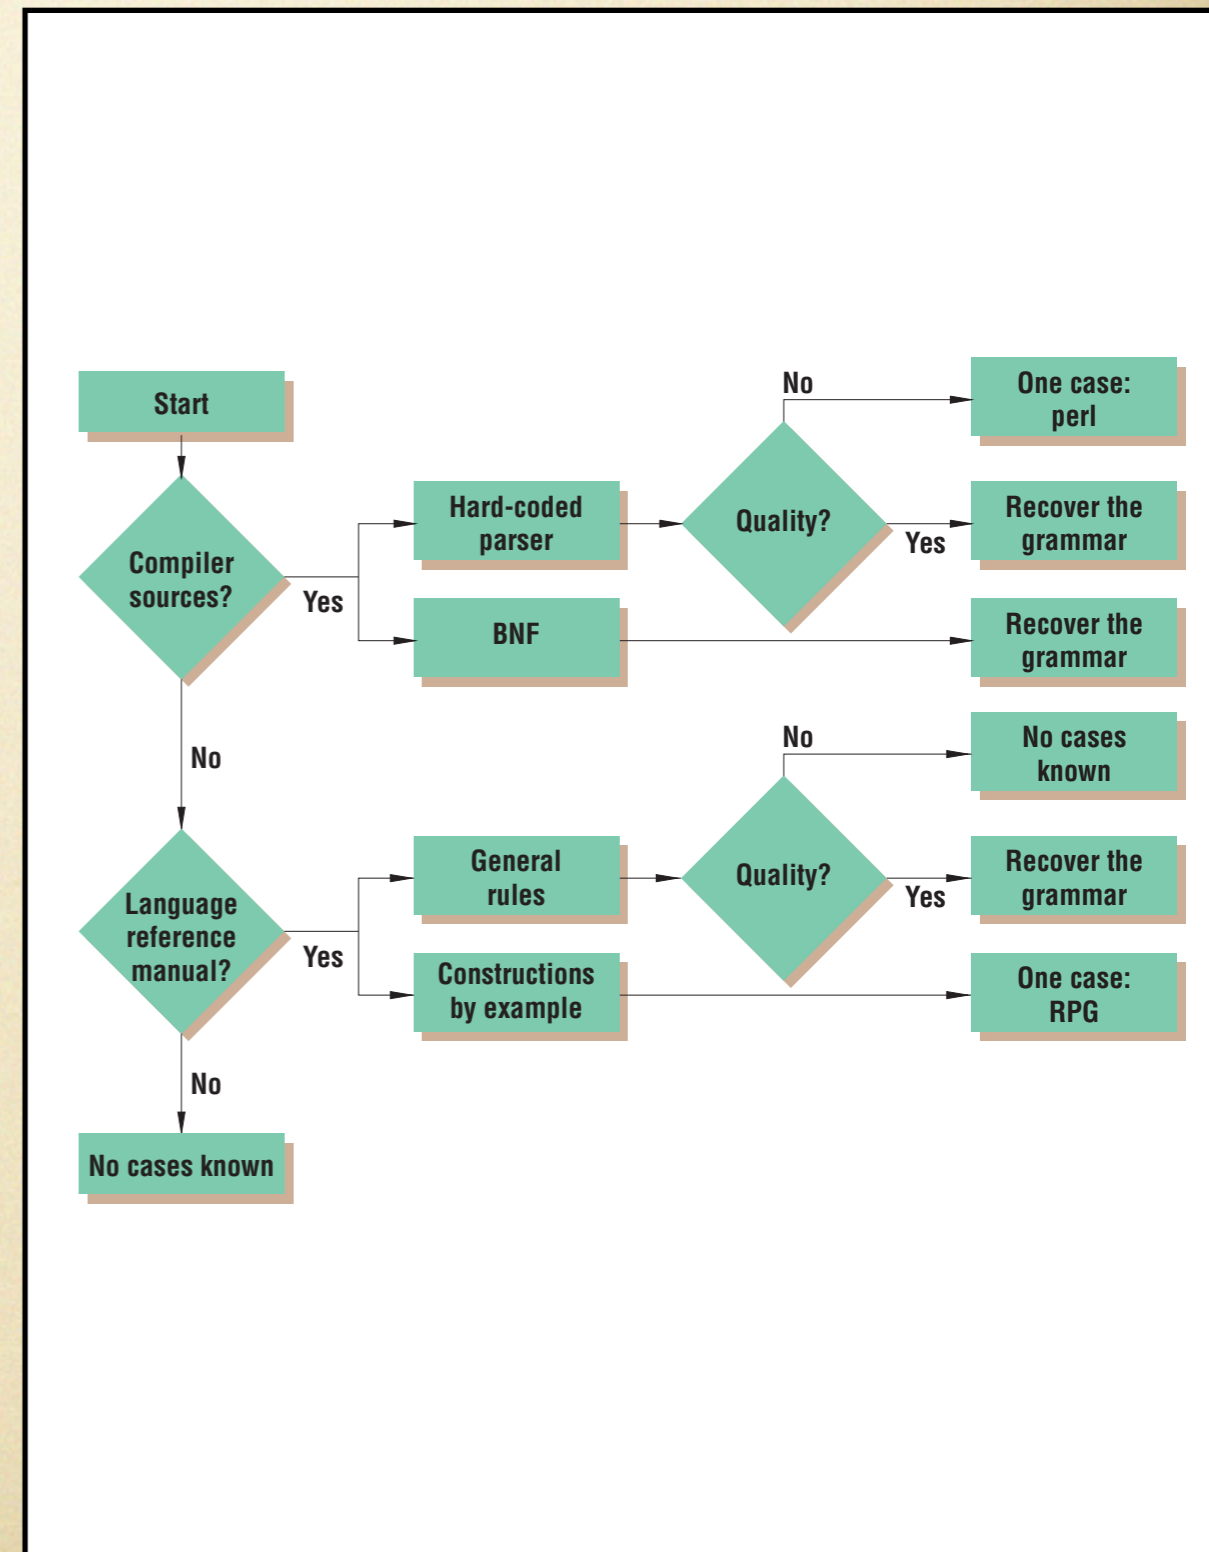 Start
Compiler
sources?
Yes
No
Hard-coded
parser
BNF
Quality?
No
Yes
One case:
perl
Recover the
grammar
Recover the
grammar
Language
reference
manual?
Yes
No
General
rules
Constructions
by example
Quality?
No
Yes
No cases
known
Recover the
grammar
One case:
RPG
No cases known